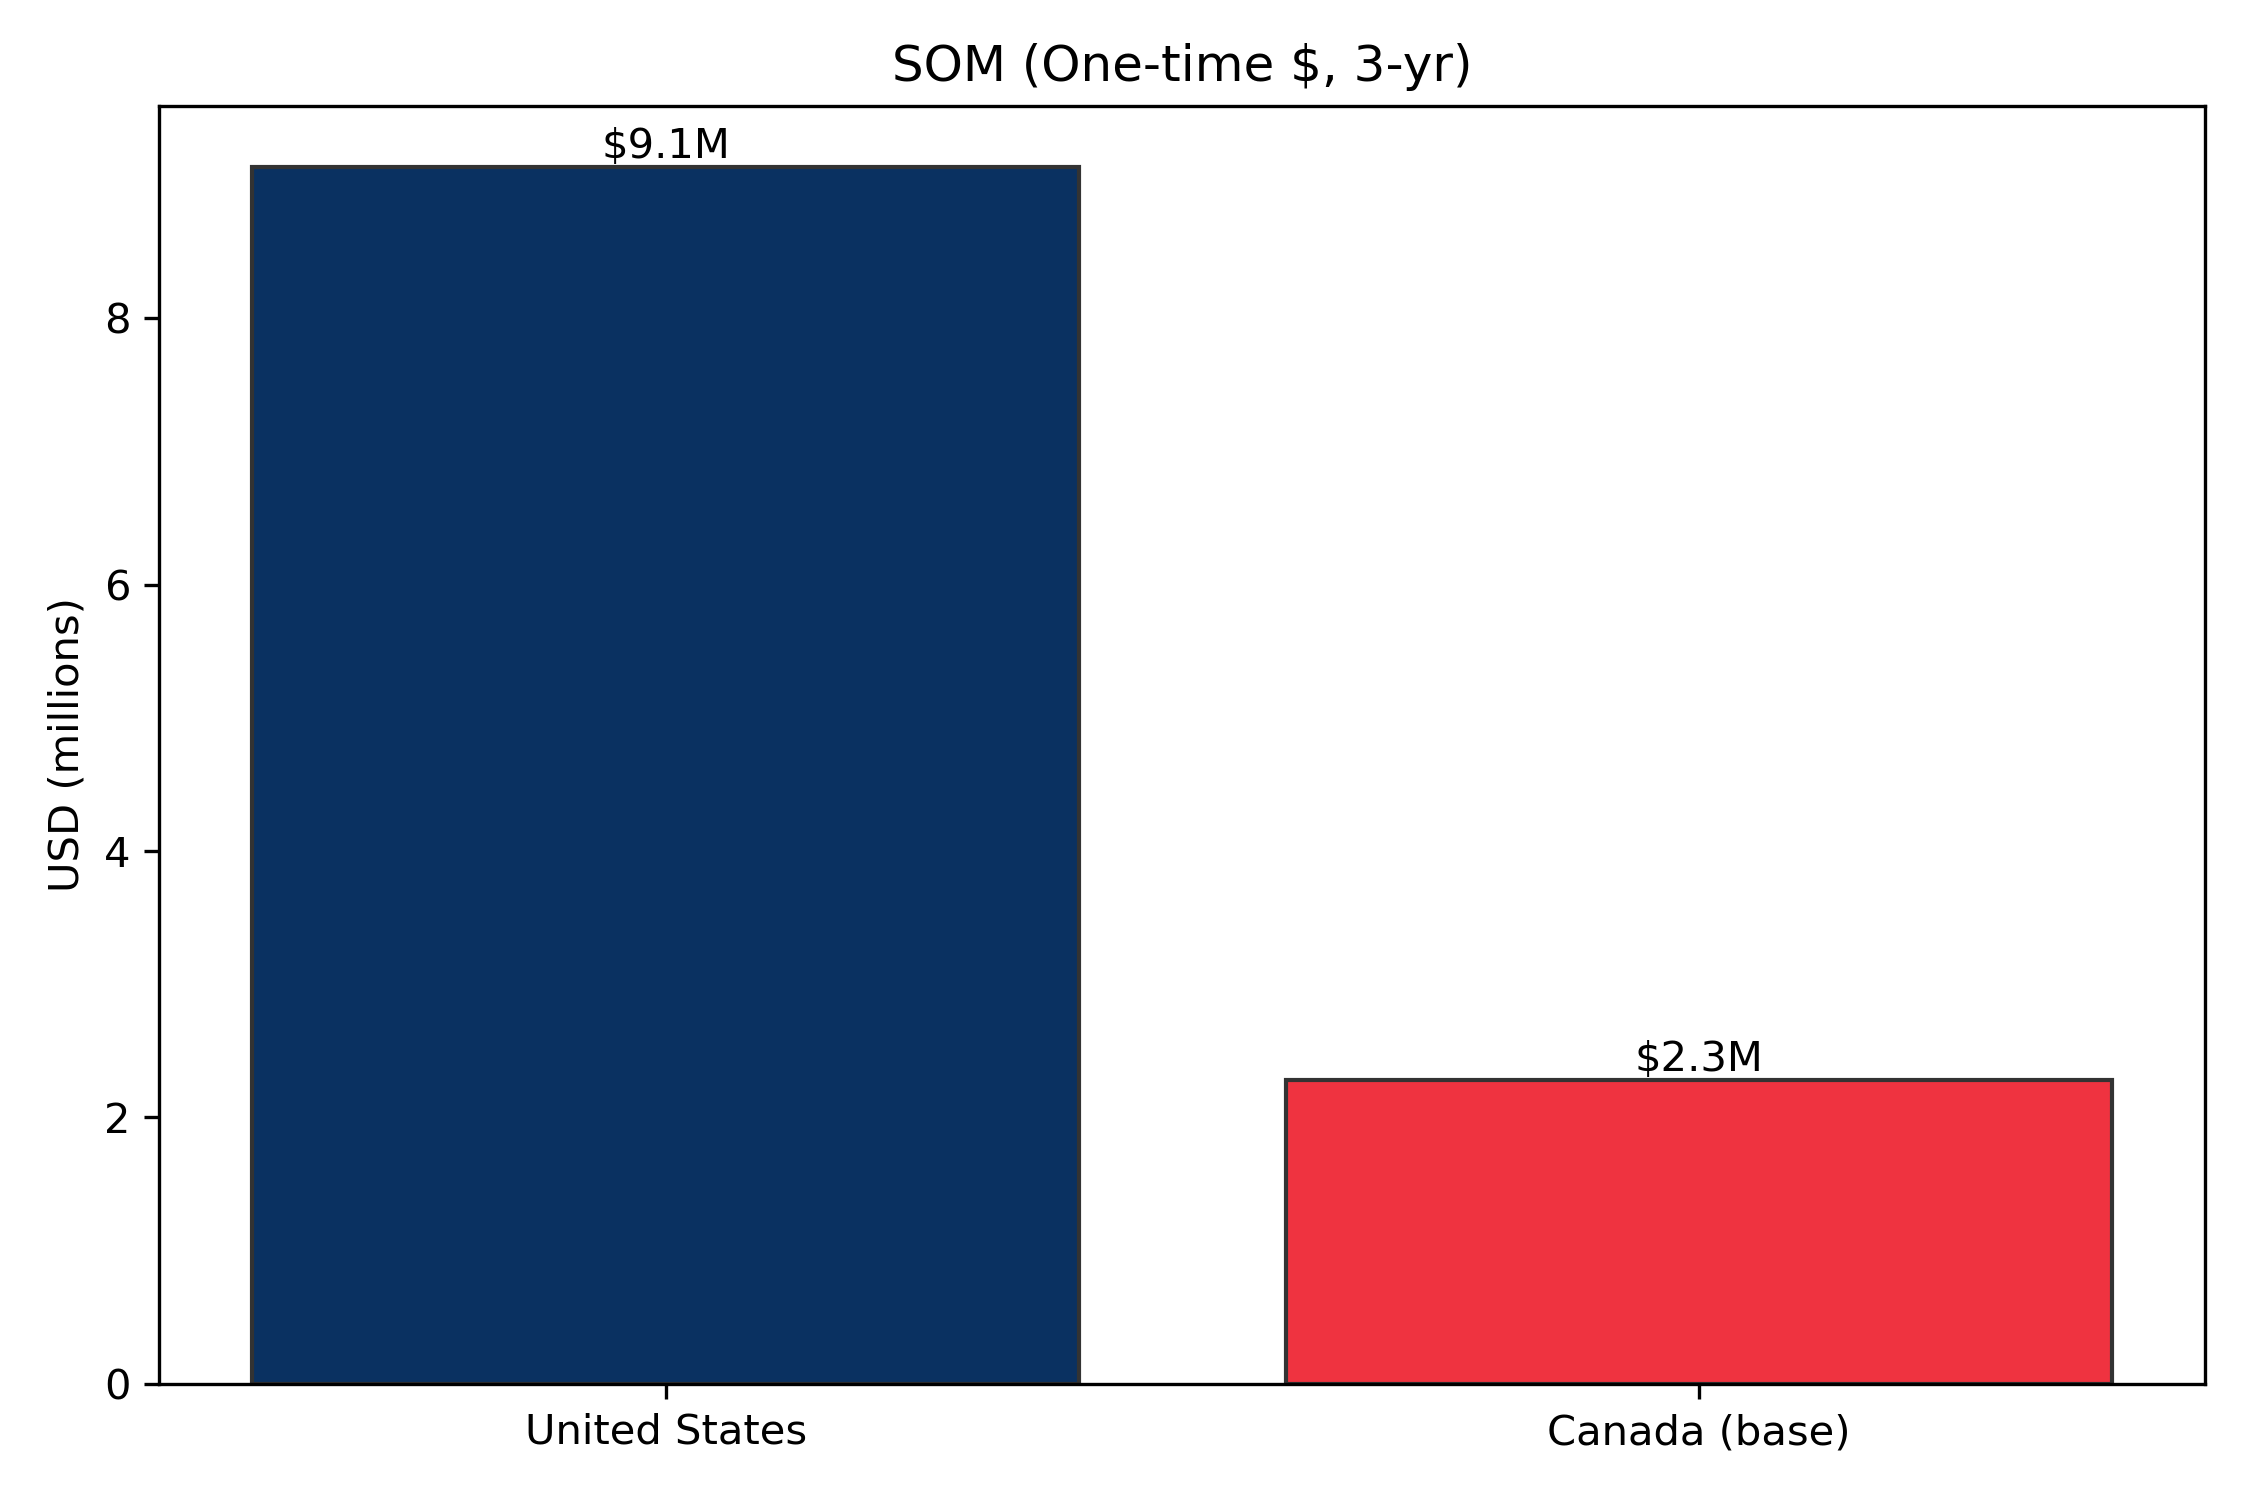 SOM (One-time $, 3-yr)
$9.1M
8
6
4
2
0
USD (millions)
$2.3M
United States
Canada (base)